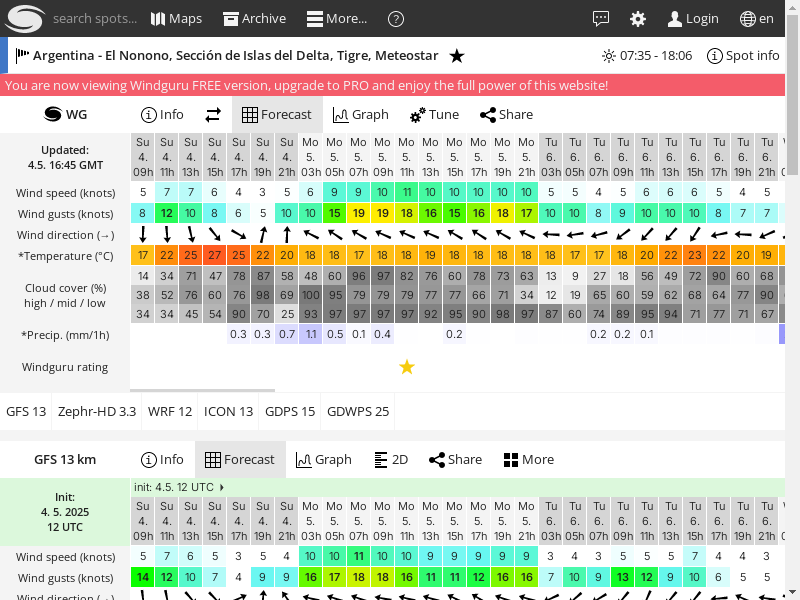 search spots... Maps Archive More... ? Login en
Argentina - El Nonono, Sección de Islas del Delta, Tigre, Meteostar ★ 07:35 - 18:06 Spot info
You are now viewing Windguru FREE version, upgrade to PRO and enjoy the full power of this website!
WG Info Forecast Graph Tune Share
Updated:
4.5. 16:45 GMT
Su Su Su Su Su Su Su Mo Mo Mo Mo Mo Mo Mo Mo Mo Mo Tu Tu Tu Tu Tu Tu Tu Tu Tu Tu
4. 4. 4. 4. 4. 4. 4. 5. 5. 5. 5. 5. 5. 5. 5. 5. 5. 6. 6. 6. 6. 6. 6. 6. 6. 6. 6.
09h 11h 13h 15h 17h 19h 21h 03h 05h 07h 09h 11h 13h 15h 17h 19h 21h 03h 05h 07h 09h 11h 13h 15h 17h 19h 21h
Wind speed (knots) 5 7 7 6 4 3 5 6 9 9 10 11 10 10 10 10 10 5 5 4 5 6 6 6 5 4 5
Wind gusts (knots) 8 12 10 8 6 5 10 10 15 19 19 18 16 15 16 18 17 10 10 8 9 10 10 10 8 7 7
Wind direction (→)
*Temperature (°C) 17 22 25 27 25 22 20 18 18 17 18 18 19 18 18 18 18 18 17 17 18 20 22 23 22 20 19
14 34 71 47 78 87 58 48 60 96 97 82 76 60 78 73 63 13 9 27 18 56 49 72 90 60 68
Cloud cover (%)
high / mid / low
38 52 76 60 76 98 69 100 95 79 79 79 77 77 66 71 34 12 19 65 60 59 62 68 64 77 90
34 34 45 54 90 70 25 93 97 97 97 97 92 95 90 98 97 87 60 74 89 95 94 71 77 71 67
*Precip. (mm/1h) 0.3 0.3 0.7 1.1 0.5 0.1 0.4 0.2 0.2 0.2 0.1
Windguru rating
GFS 13 Zephr-HD 3.3 WRF 12 ICON 13 GDPS 15 GDWPS 25
GFS 13 km Info Forecast Graph 2D Share More
init: 4.5. 12 UTC
Init:
4. 5. 2025
12 UTC
Su Su Su Su Su Su Su Mo Mo Mo Mo Mo Mo Mo Mo Mo Mo Tu Tu Tu Tu Tu Tu Tu Tu Tu Tu
4. 4. 4. 4. 4. 4. 4. 5. 5. 5. 5. 5. 5. 5. 5. 5. 5. 6. 6. 6. 6. 6. 6. 6. 6. 6. 6.
09h 11h 13h 15h 17h 19h 21h 03h 05h 07h 09h 11h 13h 15h 17h 19h 21h 03h 05h 07h 09h 11h 13h 15h 17h 19h 21h
Wind speed (knots) 5 7 6 5 3 5 4 10 10 11 10 10 9 9 9 9 9 3 4 3 5 5 5 7 4 4 3
Wind gusts (knots) 14 12 10 7 4 9 9 16 17 18 18 16 11 11 12 16 16 7 10 9 13 12 9 10 6 5 5
Wind direction (→)